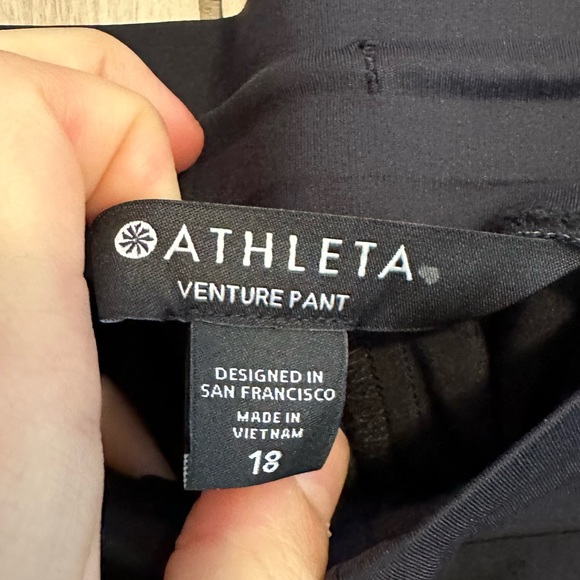 ATHLETA
VENTURE PANT
DESIGNED IN
SAN FRANCISCO
MADE IN
VIETNAM
18